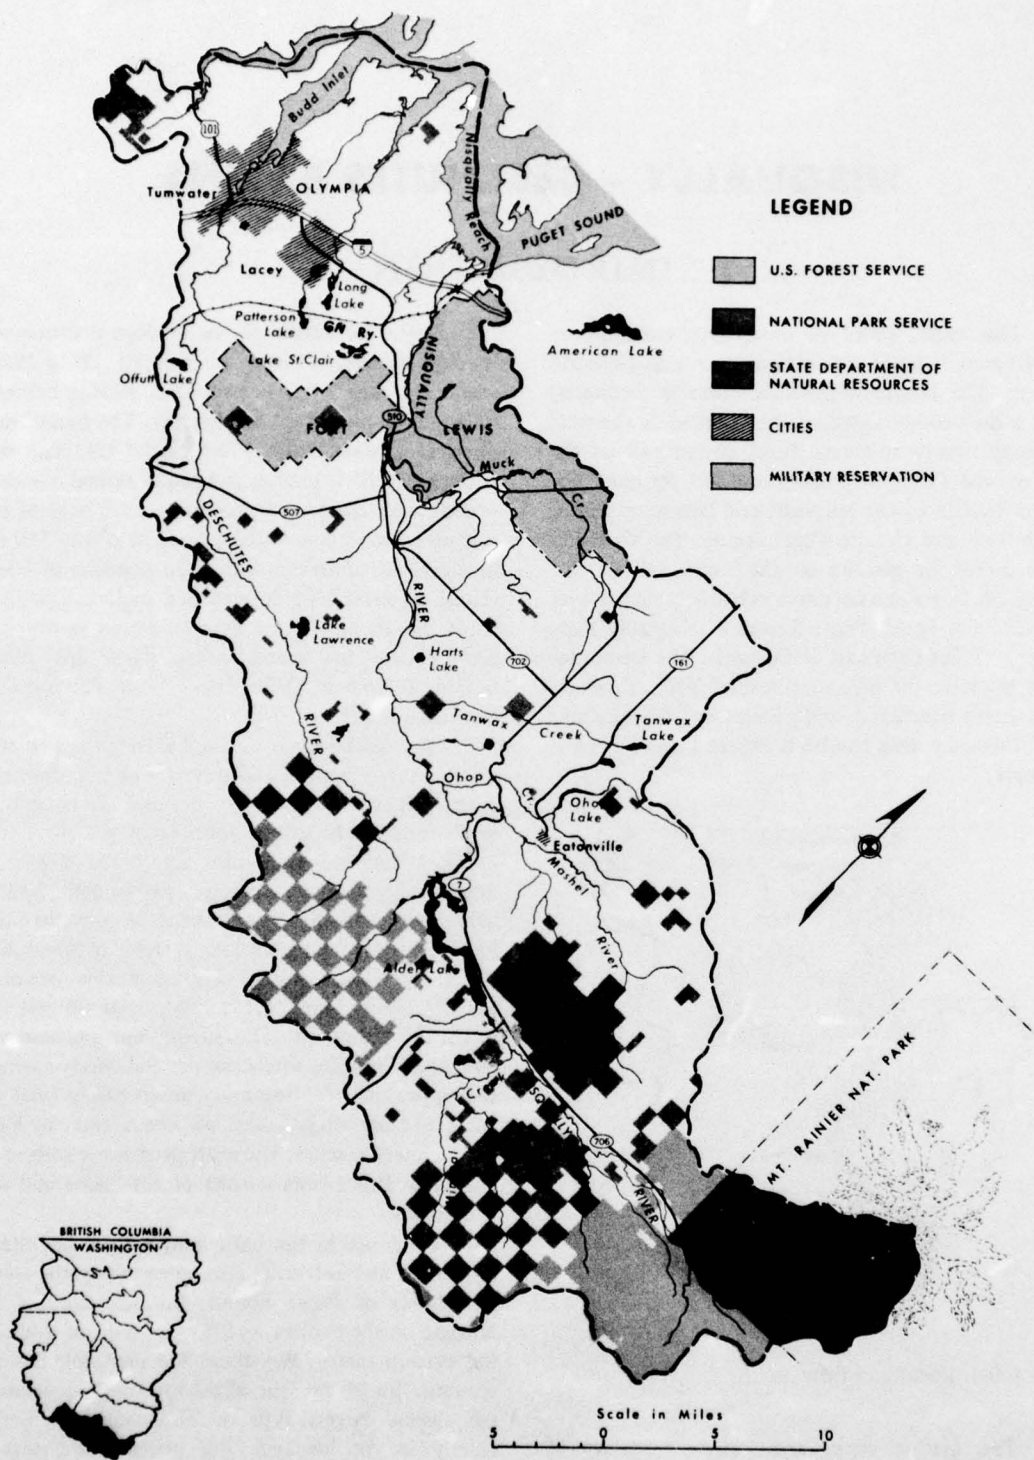 Budd Inlet
101
Nisqually Reach
Tumwater
OLYMPIA
PUGET SOUND
5
Lacey
Long
Lake
Patterson
Lake
GN Ry.
NISQUALLY
American Lake
Lake St. Clair
Offutt Lake
510
FORT
LEWIS
Muck
Cr.
507
DESCHUTES
RIVER
Lake
Lawrence
Harts
Lake
702
161
Tanwax
Creek
Tanwax
Lake
RIVER
Ohop
Cr.
Lake
Eatonville
Mashel
River
7
Alder Lake
Creek
706
RIVER
MT. RAINIER NAT. PARK
LEGEND
U.S. FOREST SERVICE
NATIONAL PARK SERVICE
STATE DEPARTMENT OF
NATURAL RESOURCES
CITIES
MILITARY RESERVATION
BRITISH COLUMBIA
WASHINGTON
Scale in Miles
5 0 5 10